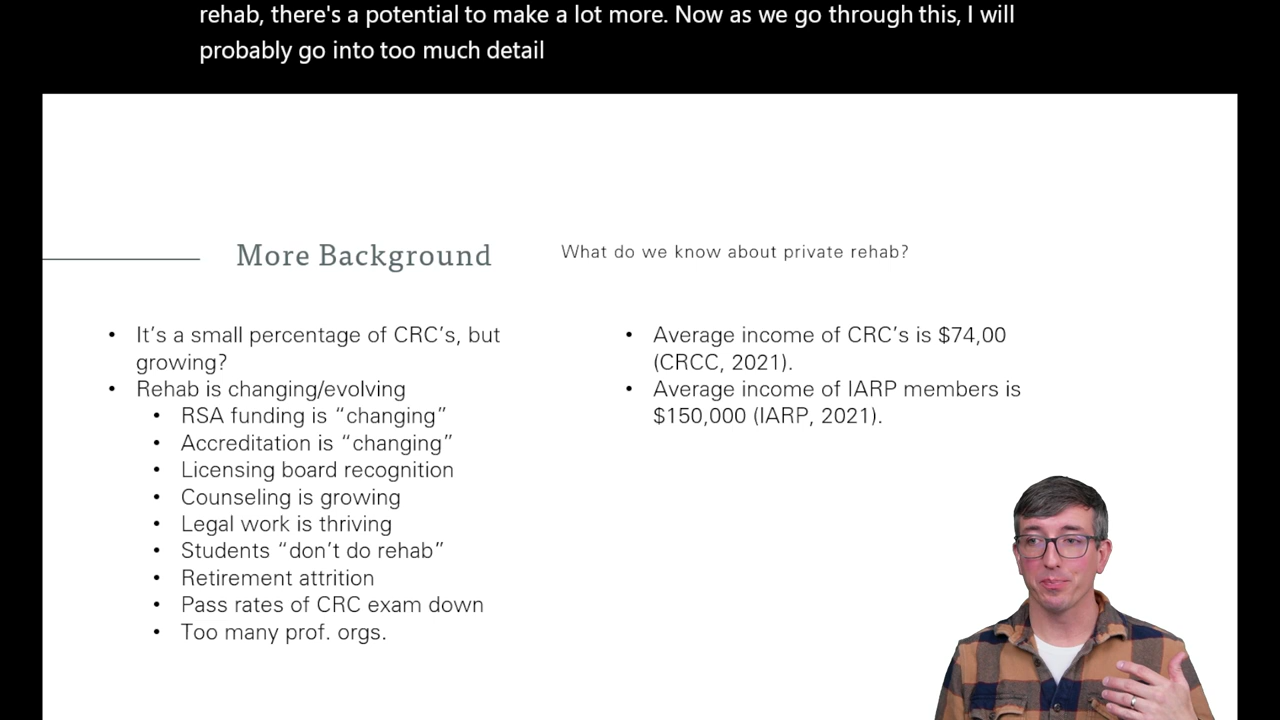 rehab, there's a potential to make a lot more. Now as we go through this, I will
probably go into too much detail
More Background
What do we know about private rehab?
• It’s a small percentage of CRC’s, but
growing?
• Rehab is changing/evolving
• RSA funding is “changing”
• Accreditation is “changing”
• Licensing board recognition
• Counseling is growing
• Legal work is thriving
• Students “don’t do rehab”
• Retirement attrition
• Pass rates of CRC exam down
• Too many prof. orgs.
• Average income of CRC’s is $74,00
(CRCC, 2021).
• Average income of IARP members is
$150,000 (IARP, 2021).